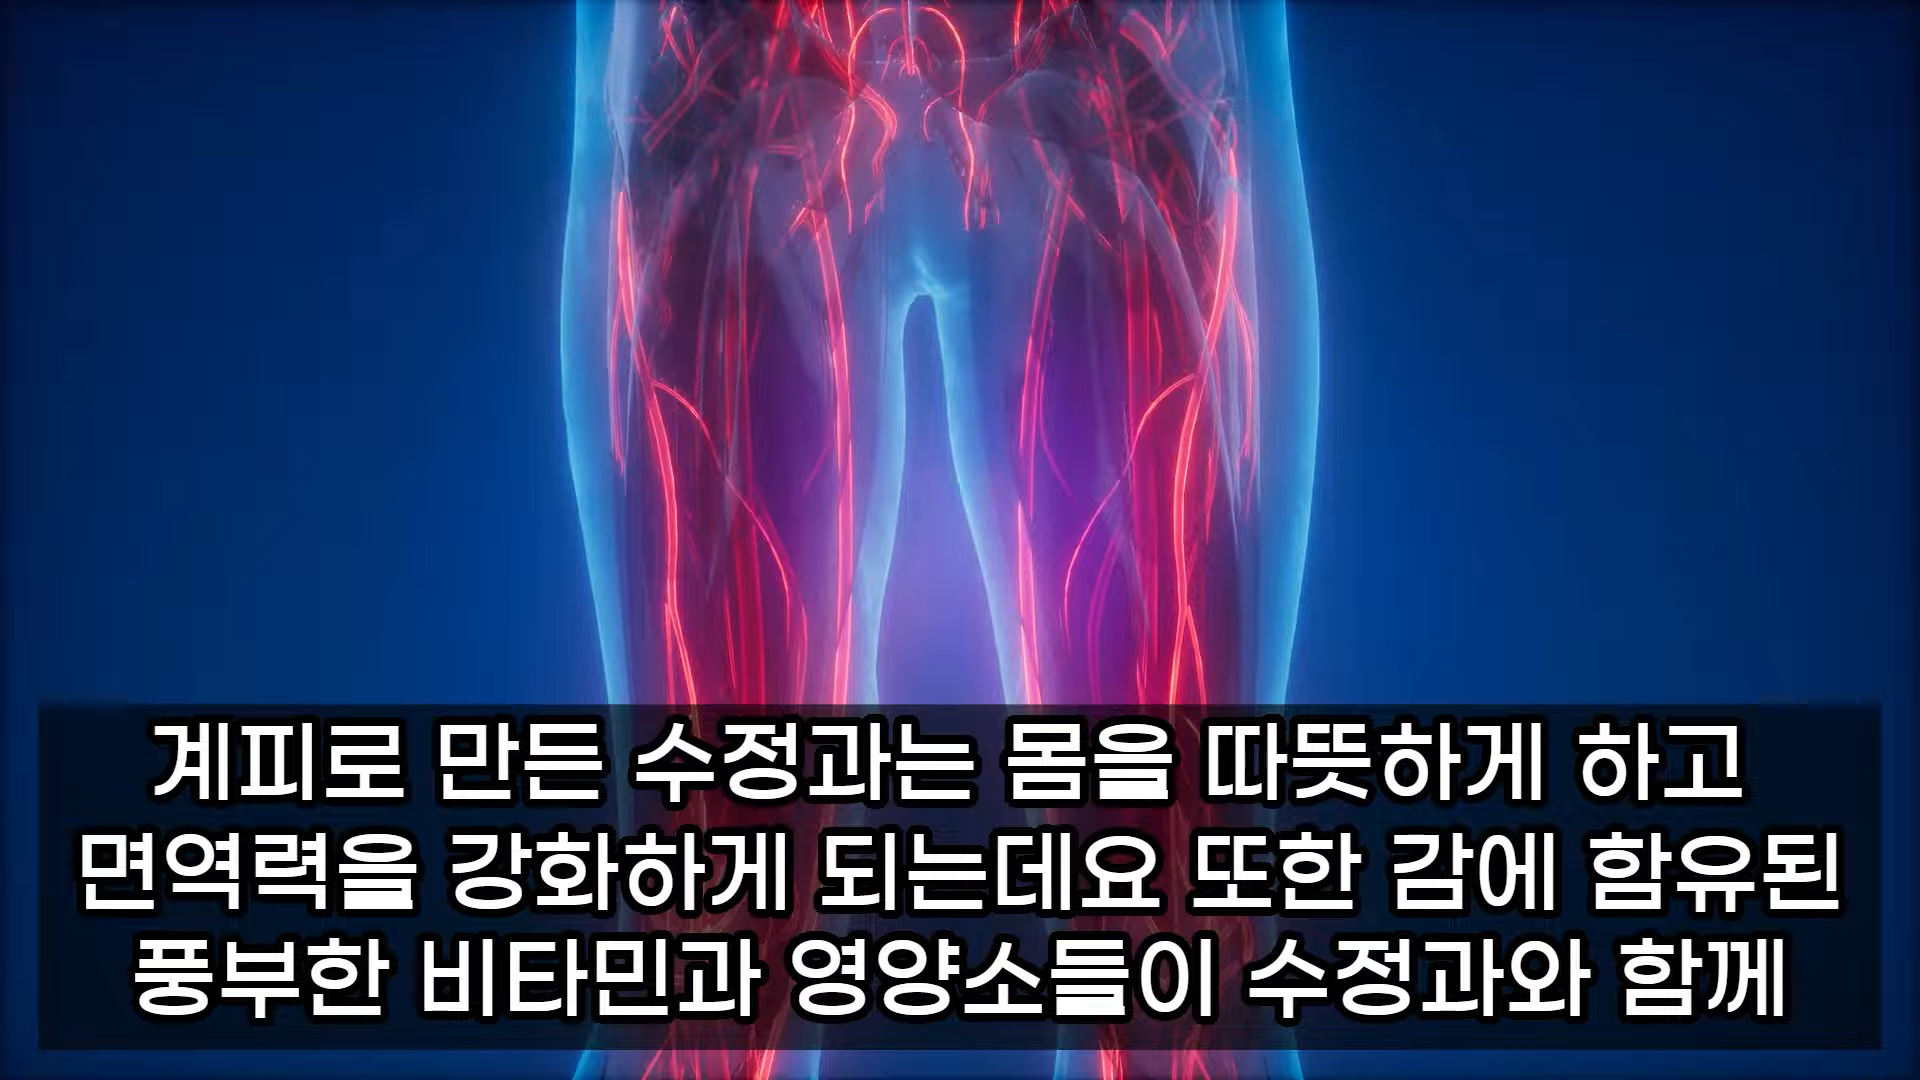 계피로 만든 수정과는 몸을 따뜻하게 하고
면역력을 강화하게 되는데요 또한 감에 함유된
풍부한 비타민과 영양소들이 수정과와 함께